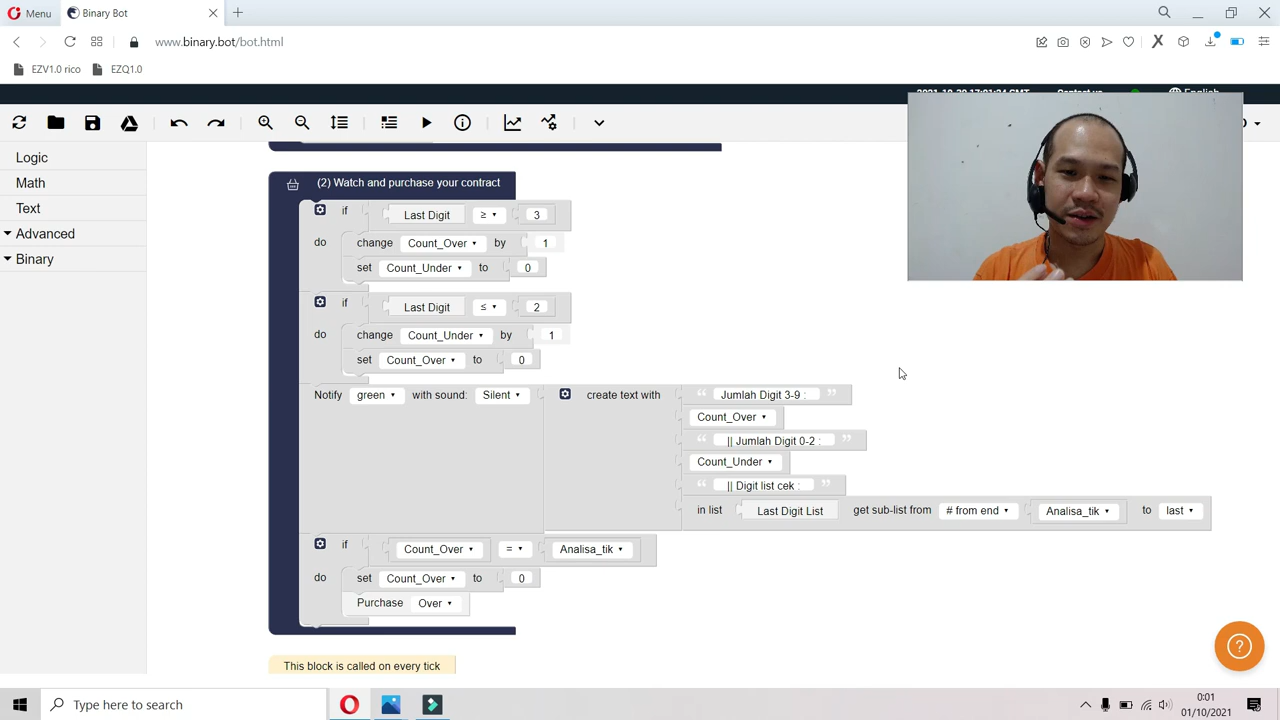 Menu
Binary Bot
www.binary.bot/bot.html
EZV1.0 rico
EZQ1.0
English
Logic
Math
Text
Advanced
Binary
(2) Watch and purchase your contract
if Last Digit ≥ 3
do change Count_Over by 1
set Count_Under to 0
if Last Digit ≤ 2
do change Count_Under by 1
set Count_Over to 0
Notify green with sound: Silent create text with “ Jumlah Digit 3-9 : ”
Count_Over
“ || Jumlah Digit 0-2 : ”
Count_Under
“ || Digit list cek : ”
in list Last Digit List get sub-list from # from end Analisa_tik to last
if Count_Over = Analisa_tik
do set Count_Over to 0
Purchase Over
This block is called on every tick
Type here to search
0:01
01/10/2021